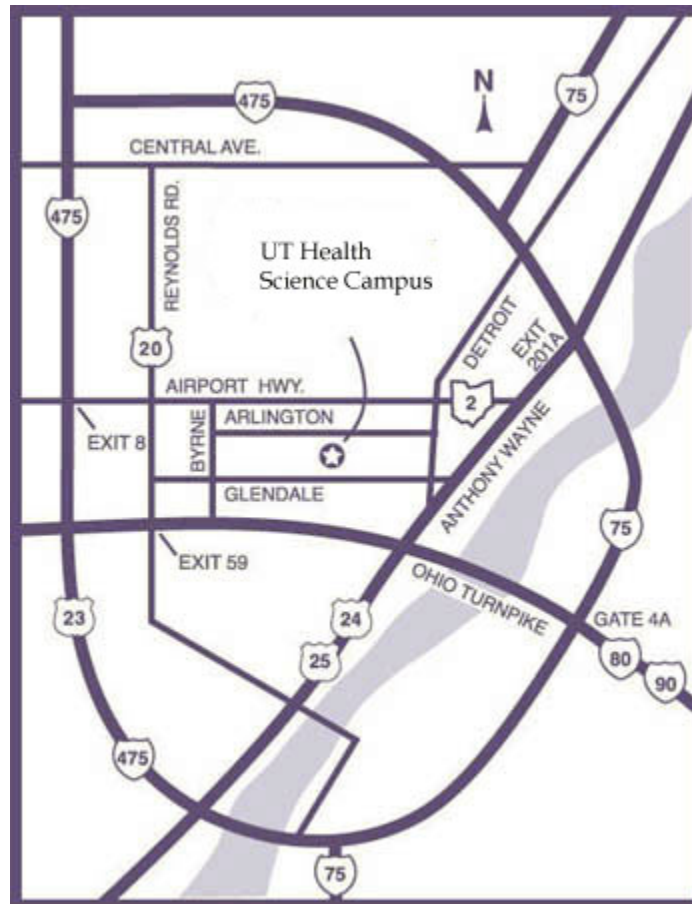 475
75
N
CENTRAL AVE.
475
REYNOLDS RD.
UT Health
Science Campus
20
DETROIT
EXIT
201A
AIRPORT HWY.
2
EXIT 8
BYRNE
ARLINGTON
ANTHONY WAYNE
GLENDALE
75
EXIT 59
OHIO TURNPIKE
23
24
GATE 4A
25
80
90
475
75